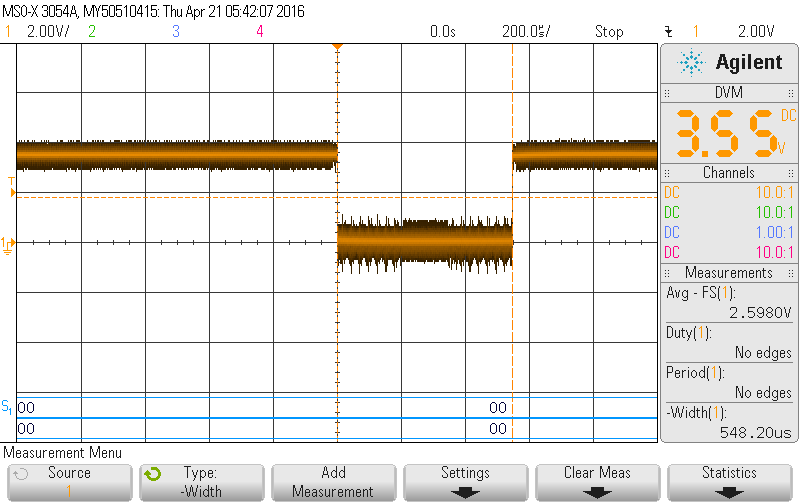 MSO-X 3054A, MY50510415: Thu Apr 21 05:42:07 2016
1 2.00V/ 2 3 4 0.0s 200.0us/ Stop 1 2.00V
Agilent
DVM
DC
3.55 V
Channels
DC 10.0:1
DC 10.0:1
DC 1.00:1
DC 10.0:1
Measurements
Avg - FS(1):
2.5980V
Duty(1):
No edges
Period(1):
No edges
-Width(1):
548.20us
T
1
S1 00 00
00 00
Measurement Menu
Source
1
Type:
-Width
Add
Measurement
Settings
Clear Meas
Statistics